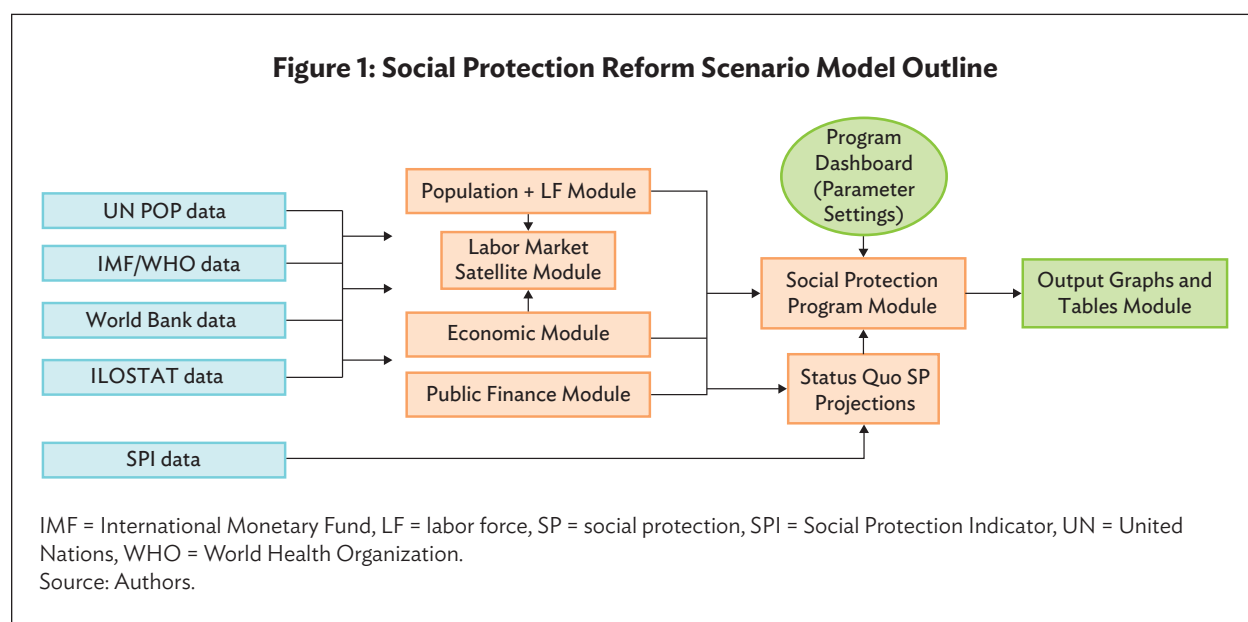 Figure 1: Social Protection Reform Scenario Model Outline
UN POP data
IMF/WHO data
World Bank data
ILOSTAT data
SPI data
Population + LF Module
Labor Market
Satellite Module
Economic Module
Public Finance Module
Program
Dashboard
(Parameter
Settings)
Social Protection
Program Module
Status Quo SP
Projections
Output Graphs and
Tables Module
IMF = International Monetary Fund, LF = labor force, SP = social protection, SPI = Social Protection Indicator, UN = United
Nations, WHO = World Health Organization.
Source: Authors.